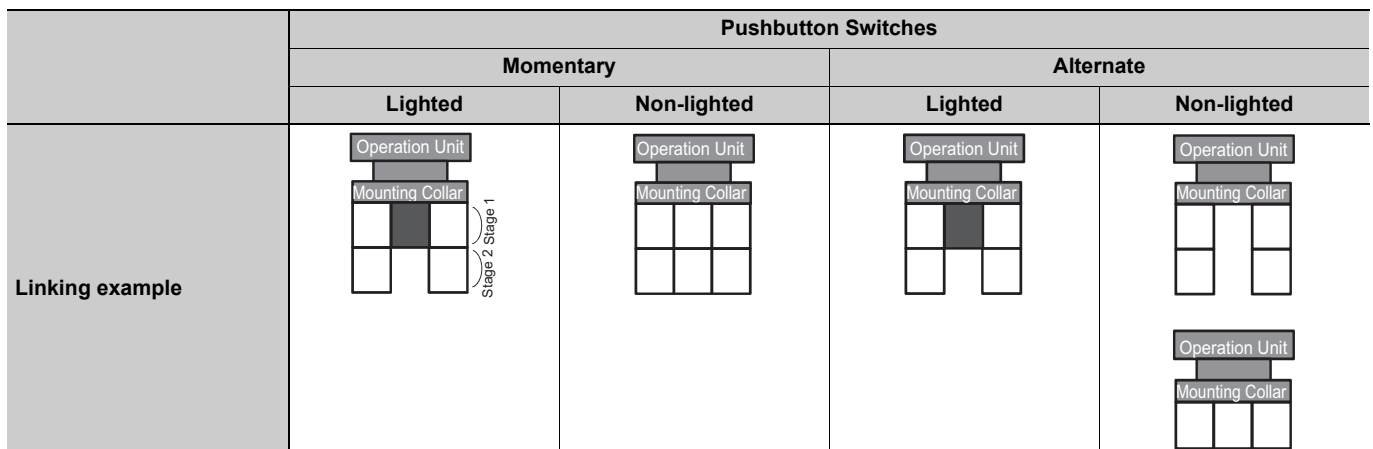 Pushbutton Switches
Momentary
Alternate
Lighted
Non-lighted
Lighted
Non-lighted
Linking example
Operation Unit
Mounting Collar
Stage 1
Stage 2
Operation Unit
Mounting Collar
Operation Unit
Mounting Collar
Operation Unit
Mounting Collar
Operation Unit
Mounting Collar